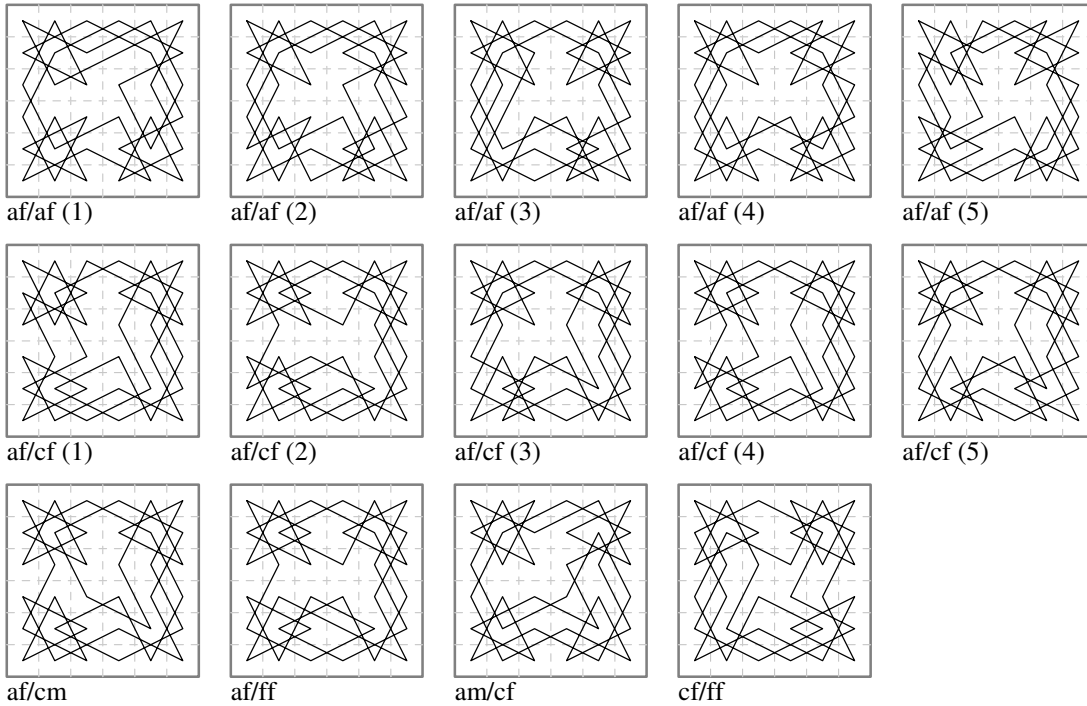 af/af (1) af/af (2) af/af (3) af/af (4) af/af (5)
af/cf (1) af/cf (2) af/cf (3) af/cf (4) af/cf (5)
af/cm af/ff am/cf cf/ff